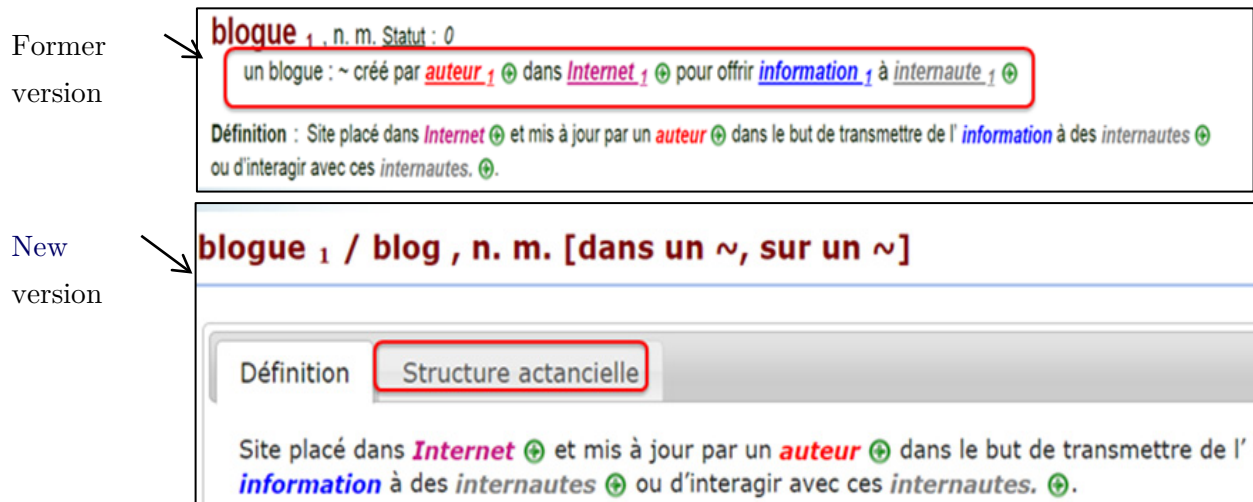 Former
version
blogue 1 , n. m. Statut : 0
un blogue : ~ créé par auteur 1 ⊕ dans Internet 1 ⊕ pour offrir information 1 à internaute 1 ⊕
Définition : Site placé dans Internet ⊕ et mis à jour par un auteur ⊕ dans le but de transmettre de l' information à des internautes ⊕
ou d'interagir avec ces internautes. ⊕.
New
version
blogue 1 / blog , n. m. [dans un ~, sur un ~]
Définition Structure actancielle
Site placé dans Internet ⊕ et mis à jour par un auteur ⊕ dans le but de transmettre de l'
information à des internautes ⊕ ou d'interagir avec ces internautes. ⊕.